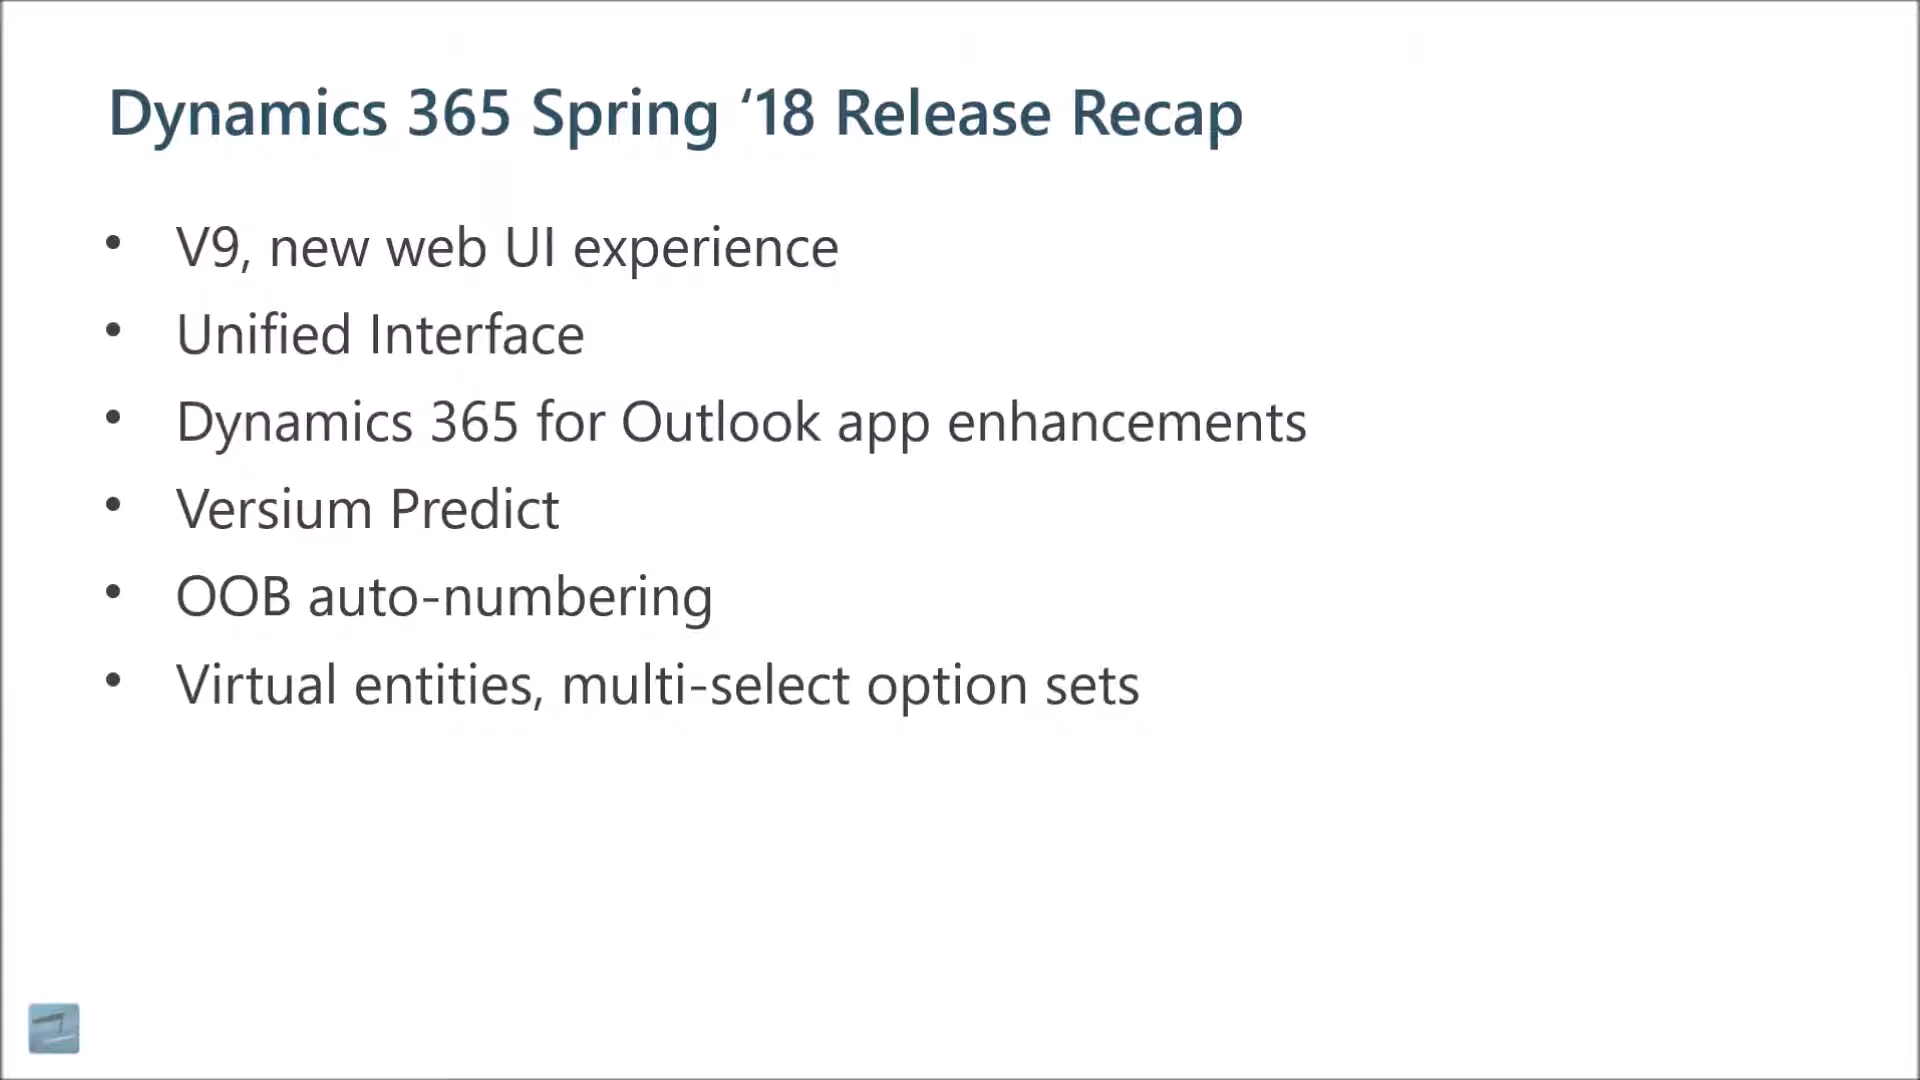 Dynamics 365 Spring ‘18 Release Recap
• V9, new web UI experience
• Unified Interface
• Dynamics 365 for Outlook app enhancements
• Versium Predict
• OOB auto-numbering
• Virtual entities, multi-select option sets